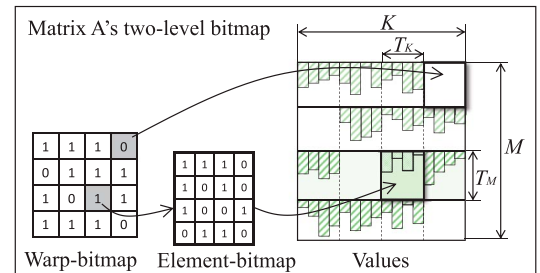 Matrix A's two-level bitmap
K
T_K
M
T_M
1 1 1 0
0 1 1 1
1 0 1 1
1 1 1 0
1 1 1 0
1 0 1 0
1 0 0 1
0 1 1 0
Warp-bitmap
Element-bitmap
Values